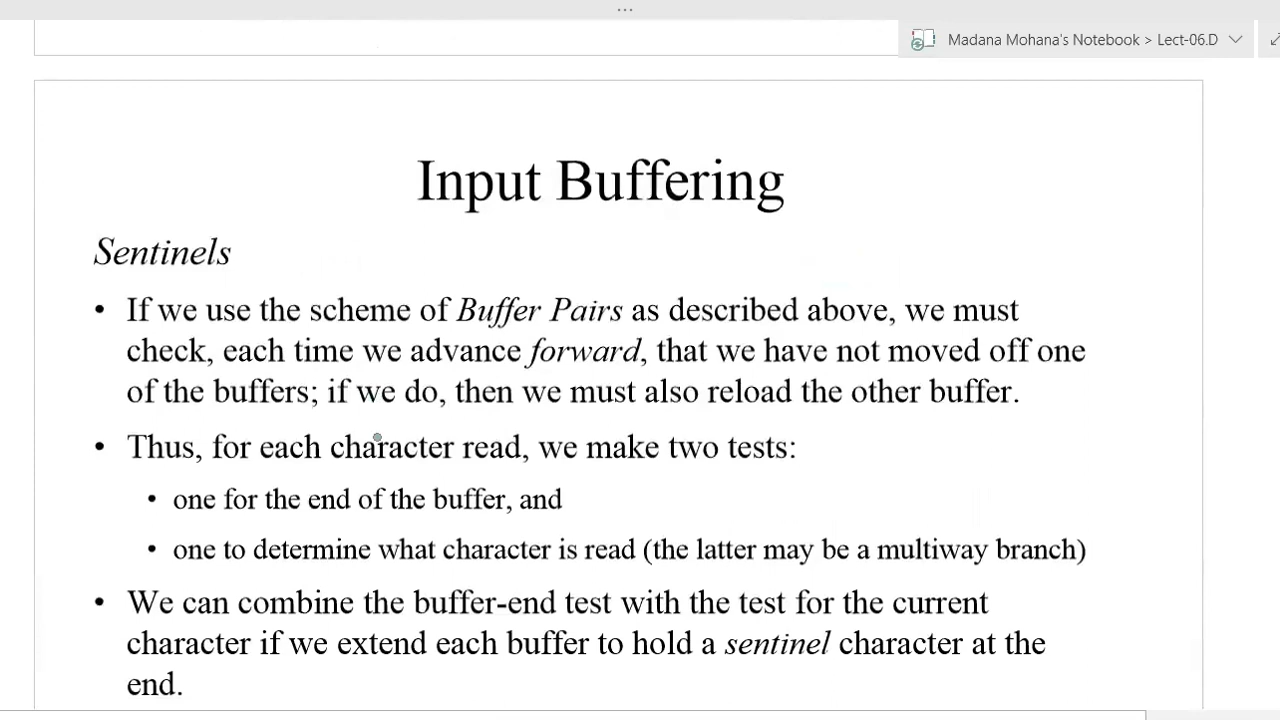 ...
Madana Mohana's Notebook > Lect-06.D
Input Buffering
Sentinels
• If we use the scheme of Buffer Pairs as described above, we must
check, each time we advance forward, that we have not moved off one
of the buffers; if we do, then we must also reload the other buffer.
• Thus, for each character read, we make two tests:
• one for the end of the buffer, and
• one to determine what character is read (the latter may be a multiway branch)
• We can combine the buffer-end test with the test for the current
character if we extend each buffer to hold a sentinel character at the
end.